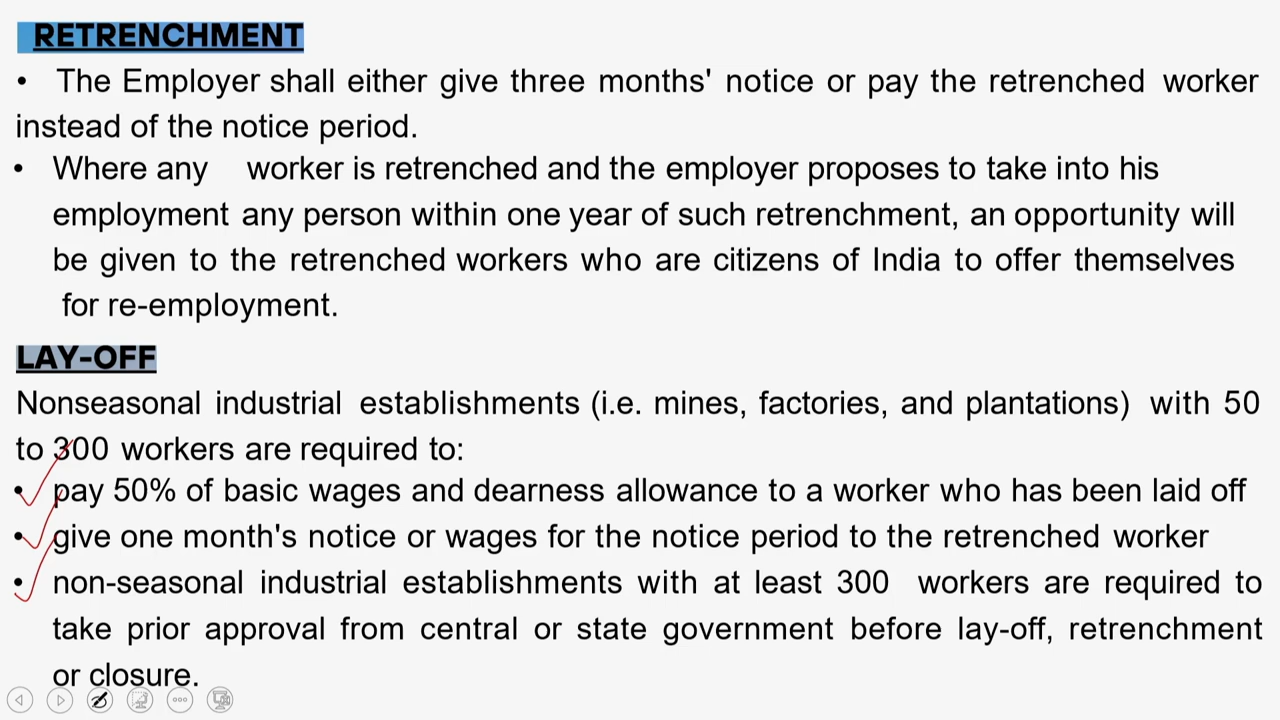 RETRENCHMENT
• The Employer shall either give three months' notice or pay the retrenched worker
instead of the notice period.
• Where any worker is retrenched and the employer proposes to take into his
employment any person within one year of such retrenchment, an opportunity will
be given to the retrenched workers who are citizens of India to offer themselves
for re-employment.
LAY-OFF
Nonseasonal industrial establishments (i.e. mines, factories, and plantations) with 50
to 300 workers are required to:
• pay 50% of basic wages and dearness allowance to a worker who has been laid off
• give one month's notice or wages for the notice period to the retrenched worker
• non-seasonal industrial establishments with at least 300 workers are required to
take prior approval from central or state government before lay-off, retrenchment
or closure.